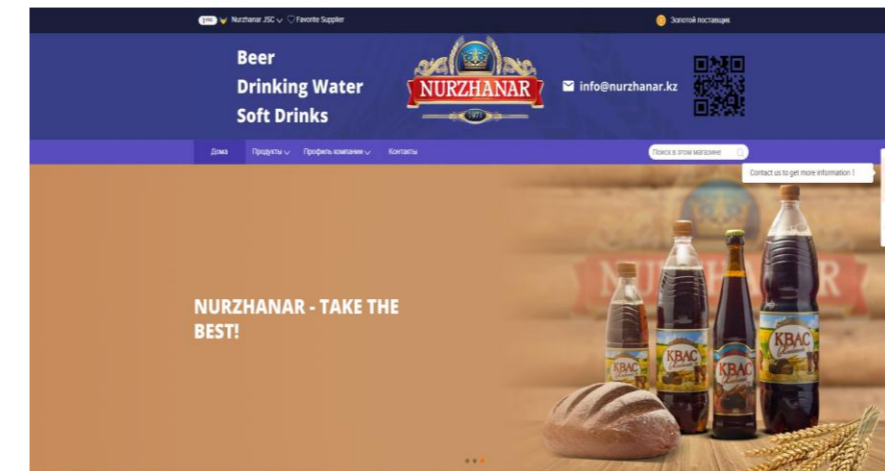 Nurzhanar JSC Favorite Supplier
Золотой поставщик
Beer
Drinking Water
Soft Drinks
NURZHANAR
1971
info@nurzhanar.kz
Дома Продукты Профиль компании Контакты
Поиск в этом магазине
Contact us to get more information !
NURZHANAR - TAKE THE
BEST!
КВАС
КВАС
КВАС
КВАС